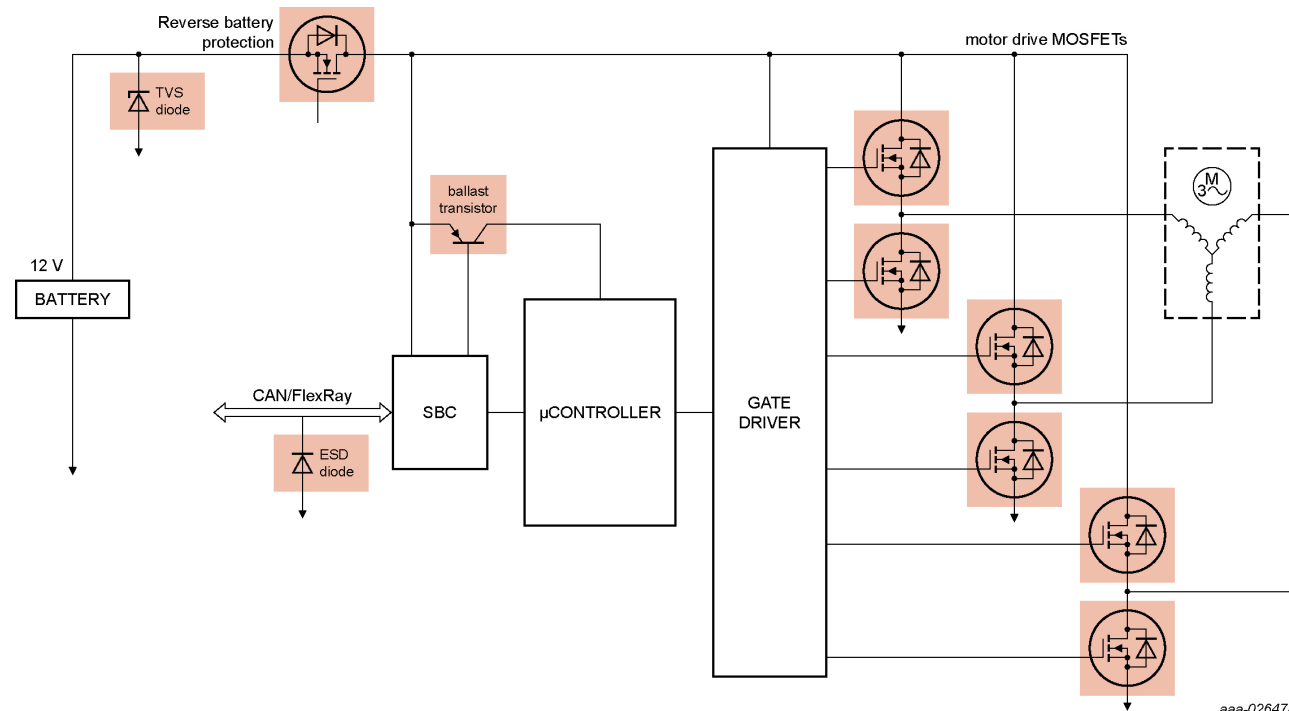 Reverse battery
protection
motor drive MOSFETs
TVS
diode
ballast
transistor
M
3
12 V
BATTERY
CAN/FlexRay
SBC
µCONTROLLER
GATE
DRIVER
ESD
diode